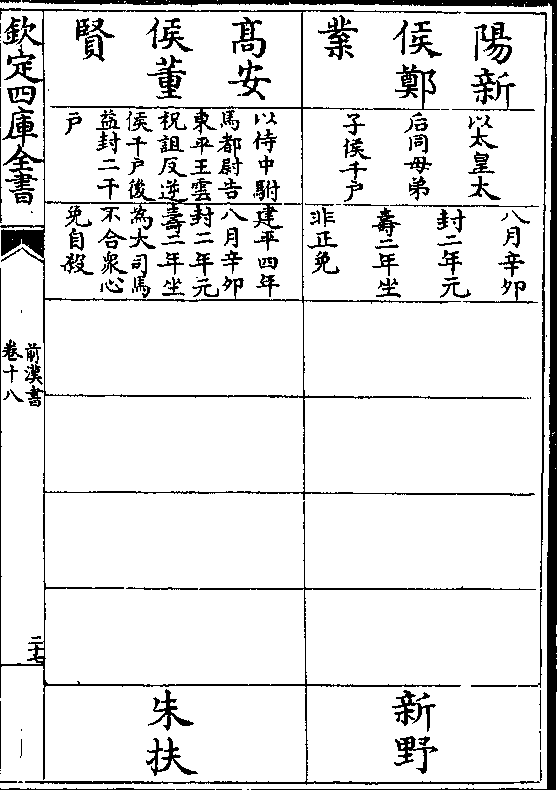 陽新
侯鄭
業
以太皇太
后同母弟
子侯千戶
八月辛卯
封二年元
壽二年坐
非正免
新野
高安
侯董
賢
以侍中駙
馬都尉告
東平王雲
祝詛反逆
侯千戶後
益封二千
戶
建平四年
八月辛卯
封二年元
壽二年坐
為大司馬
不合衆心
免自殺
朱扶
欽定四庫全書
前漢書
卷十八
二十七